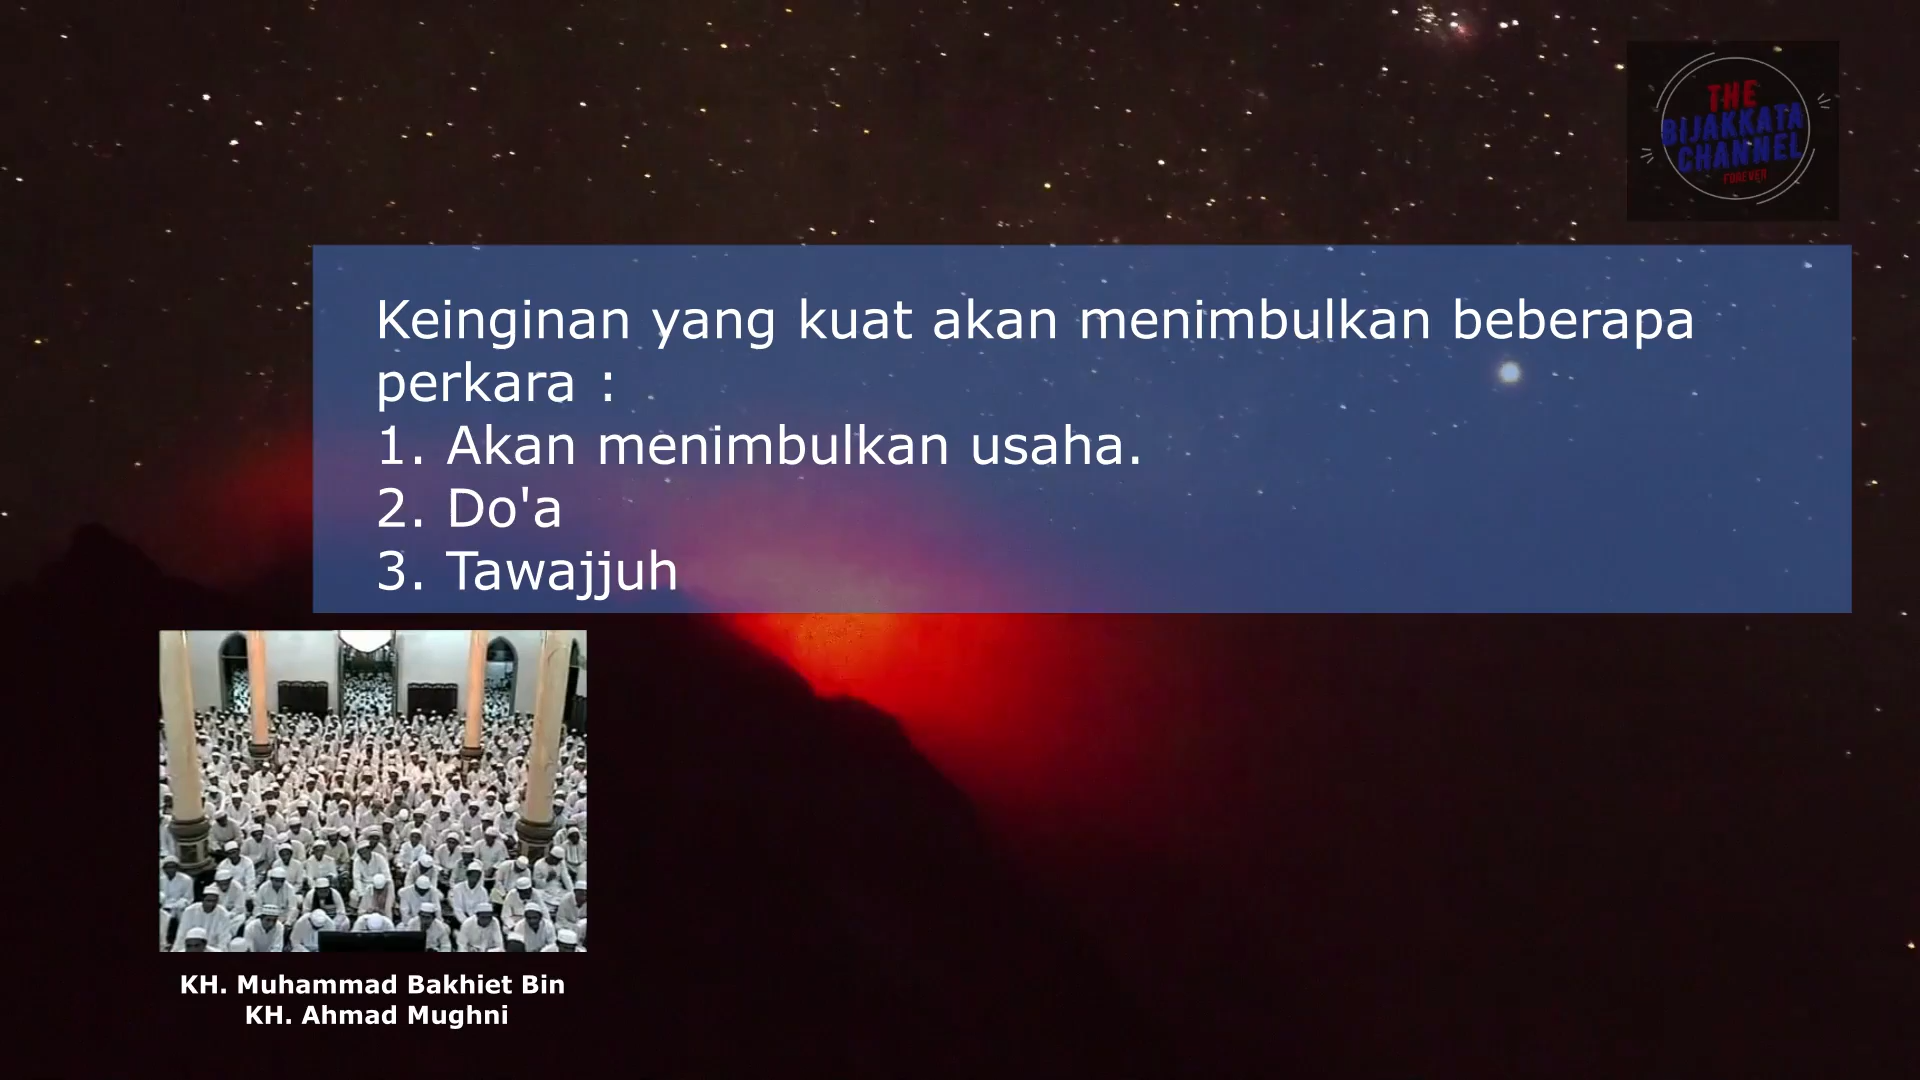 THE
BIJAKKATA
CHANNEL
FOREVER
Keinginan yang kuat akan menimbulkan beberapa
perkara :
1. Akan menimbulkan usaha.
2. Do'a
3. Tawajjuh
KH. Muhammad Bakhiet Bin
KH. Ahmad Mughni